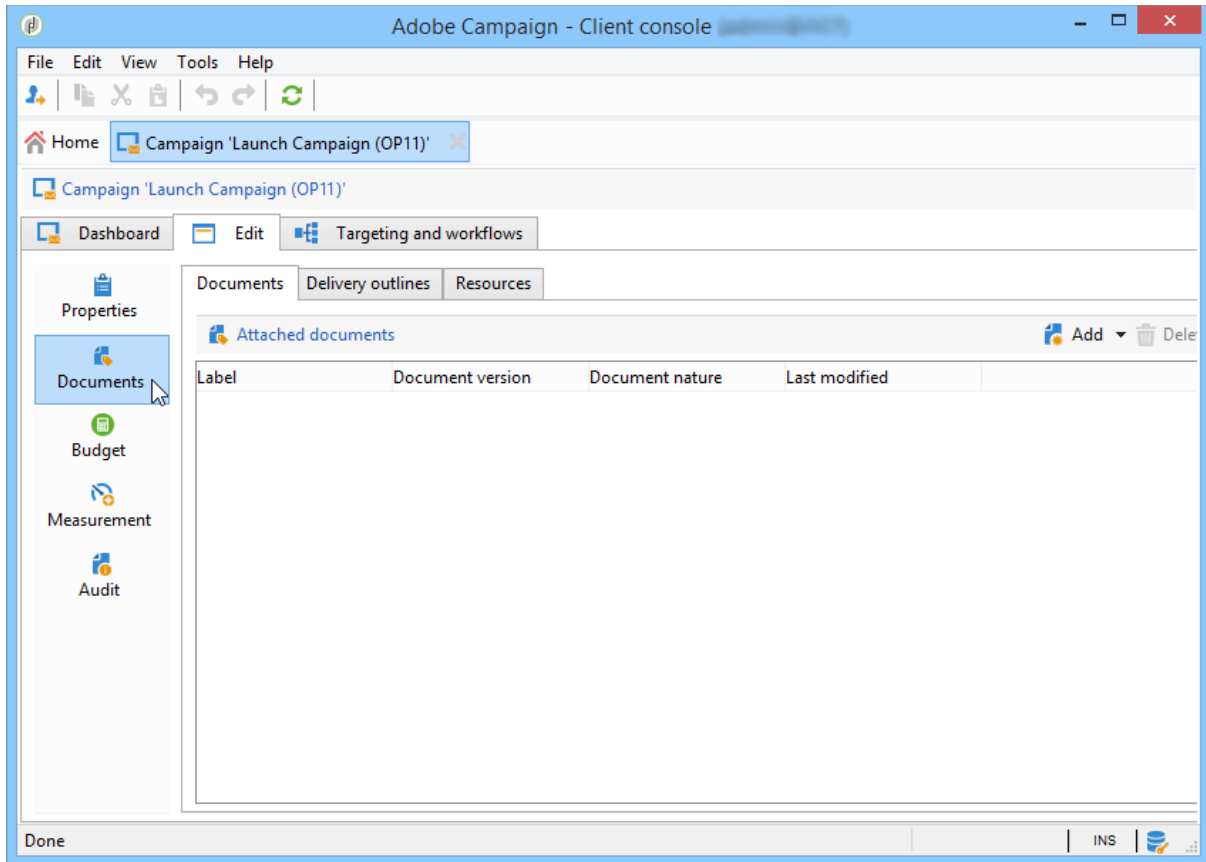 Adobe Campaign - Client console
File Edit View Tools Help
Home Campaign 'Launch Campaign (OP11)'
Campaign 'Launch Campaign (OP11)'
Dashboard Edit Targeting and workflows
Properties
Documents
Budget
Measurement
Audit
Documents Delivery outlines Resources
Attached documents Add Dele
Label Document version Document nature Last modified
Done INS